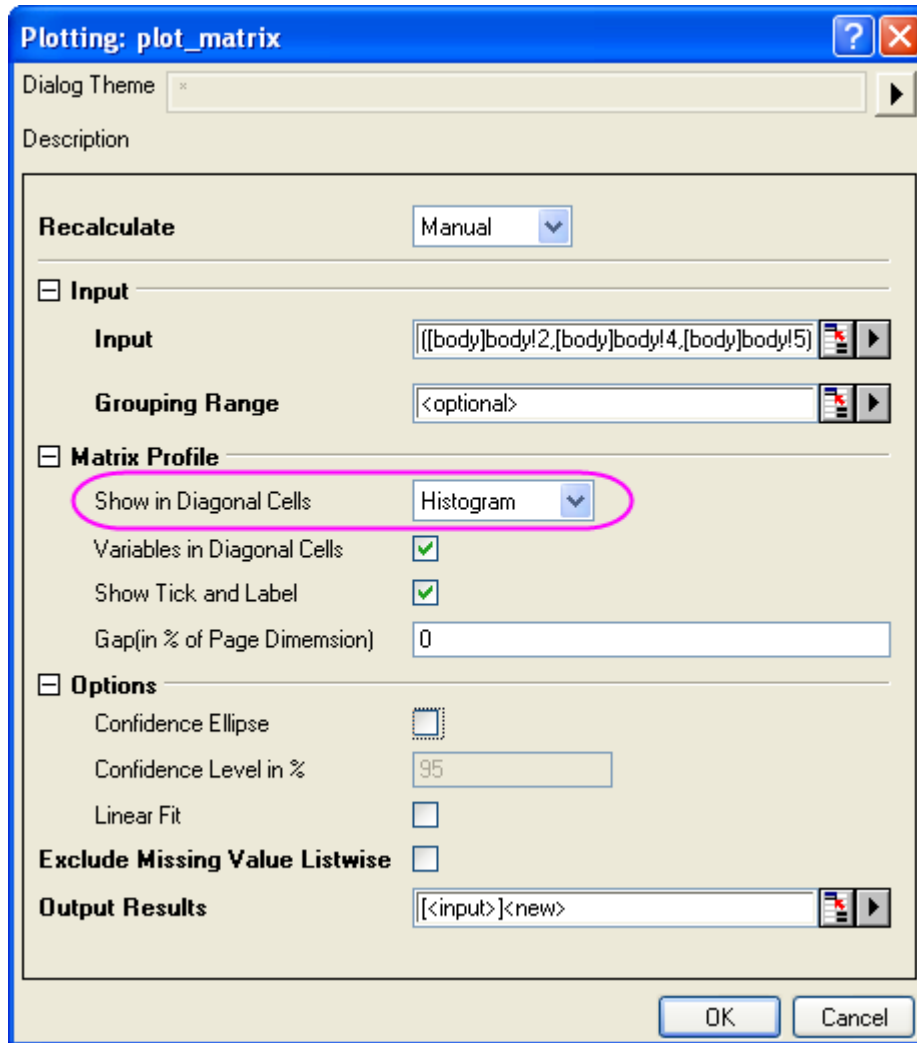 Plotting: plot_matrix
Dialog Theme *
Description
Recalculate Manual
Input
Input ([body]body!2,[body]body!4,[body]body!5)
Grouping Range <optional>
Matrix Profile
Show in Diagonal Cells Histogram
Variables in Diagonal Cells
Show Tick and Label
Gap(in % of Page Dimemsion) 0
Options
Confidence Ellipse
Confidence Level in % 95
Linear Fit
Exclude Missing Value Listwise
Output Results [<input>]<new>
OK Cancel